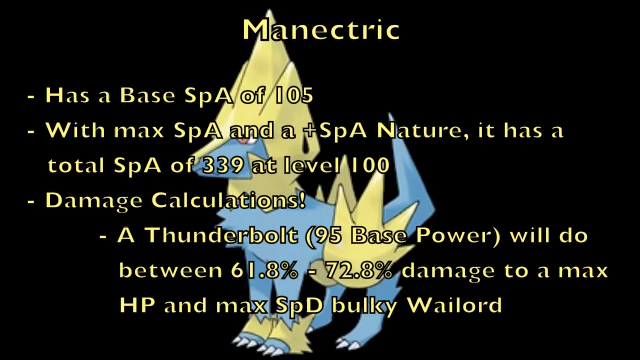 Manectric
- Has a Base SpA of 105
- With max SpA and a +SpA Nature, it has a
total SpA of 339 at level 100
- Damage Calculations!
- A Thunderbolt (95 Base Power) will do
between 61.8% - 72.8% damage to a max
HP and max SpD bulky Wailord